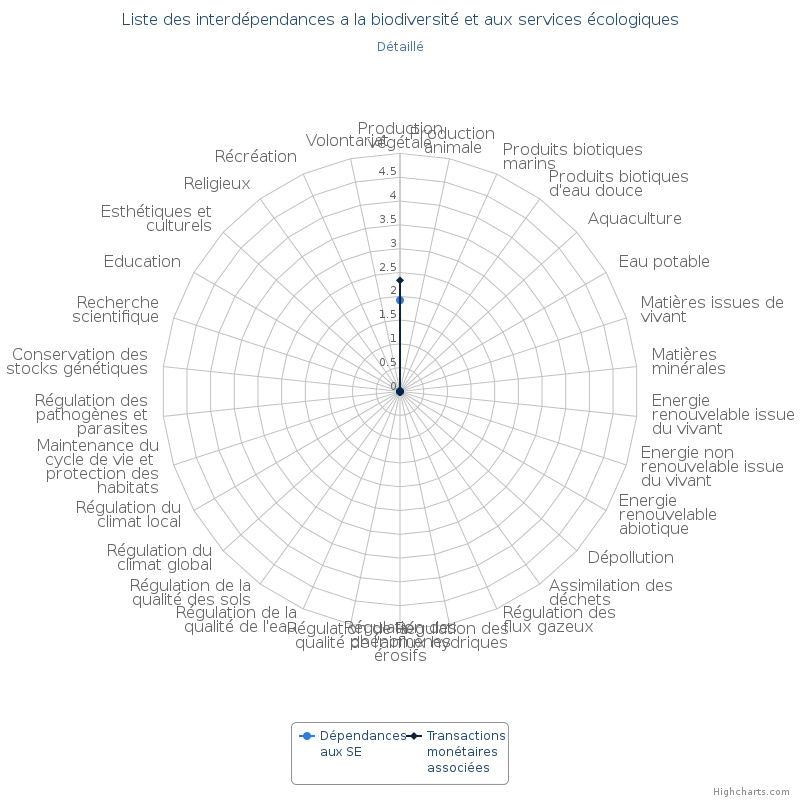 Liste des interdépendances a la biodiversité et aux services écologiques
Détaillé
Production
végétale
Production
animale
Produits biotiques
marins
Produits biotiques
d'eau douce
Aquaculture
Eau potable
Matières issues de
vivant
Matières
minérales
Energie
renouvelable issue
du vivant
Energie non
renouvelable issue
du vivant
Energie
renouvelable
abiotique
Dépollution
Assimilation des
déchets
Régulation des
flux gazeux
Régulation des
flux hydriques
Régulation des
phénomènes
érosifs
Régulation de la
qualité de l'air
Régulation de la
qualité de l'eau
Régulation de la
qualité des sols
Régulation du
climat global
Régulation du
climat local
Maintenance du
cycle de vie et
protection des
habitats
Régulation des
pathogènes et
parasites
Conservation des
stocks génétiques
Recherche
scientifique
Education
Esthétiques et
culturels
Religieux
Récréation
Volontariat
4.5
4
3.5
3
2.5
2
1.5
1
0.5
0
Dépendances
aux SE
Transactions
monétaires
associées
Highcharts.com